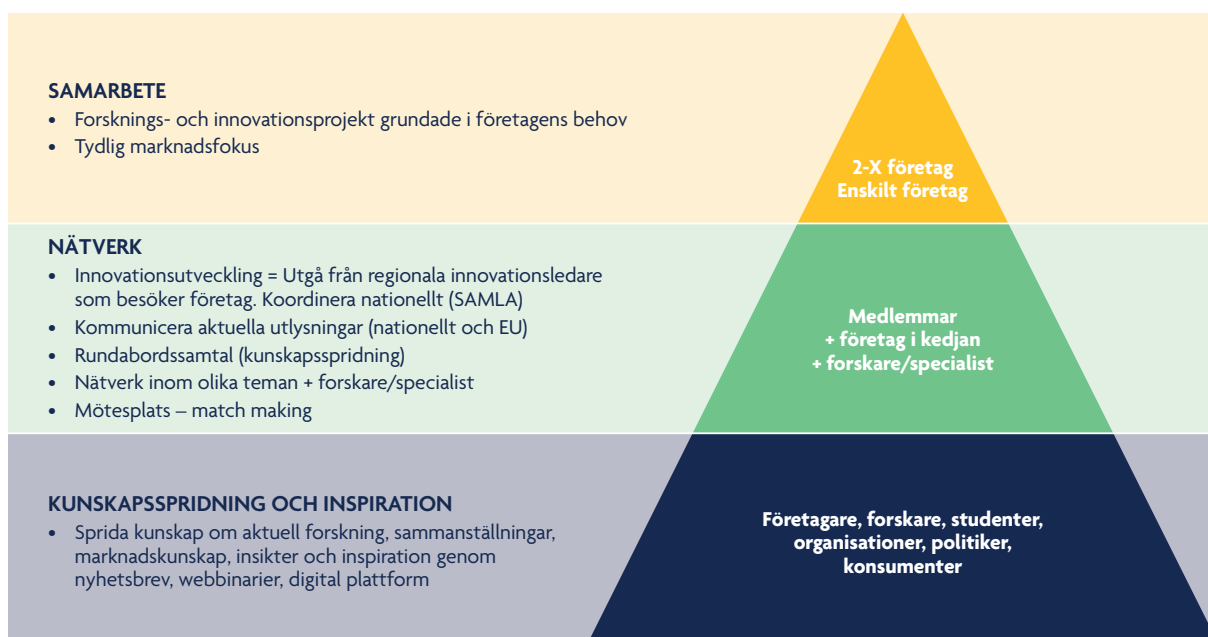 SAMARBETE
• Forsknings- och innovationsprojekt grundade i företagens behov
• Tydlig marknadsfokus
2-X företag
Enskilt företag
NÄTVERK
• Innovationsutveckling = Utgå från regionala innovationsledare
som besöker företag. Koordinera nationellt (SAMLA)
• Kommunicera aktuella utlysningar (nationellt och EU)
• Rundabordssamtal (kunskapsspridning)
• Nätverk inom olika teman + forskare/specialist
• Mötesplats – match making
Medlemmar
+ företag i kedjan
+ forskare/specialist
KUNSKAPSSPRIDNING OCH INSPIRATION
• Sprida kunskap om aktuell forskning, sammanställningar,
marknadskunskap, insikter och inspiration genom
nyhetsbrev, webbinarier, digital plattform
Företagare, forskare, studenter,
organisationer, politiker,
konsumenter